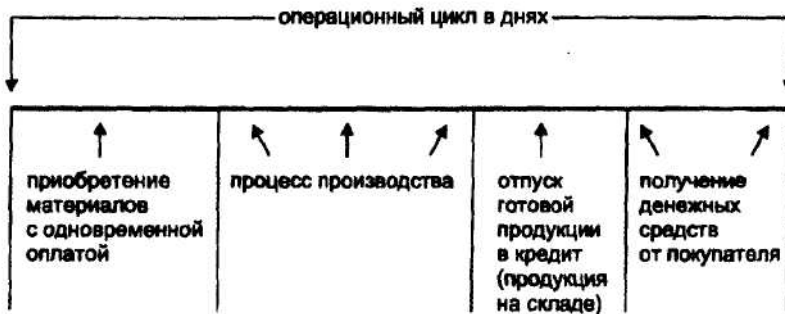 операционный цикл в днях
приобретение
материалов
с одновременной
оплатой
процесс производства
отпуск
готовой
продукции
в кредит
(продукция
на складе)
получение
денежных
средств
от покупателя